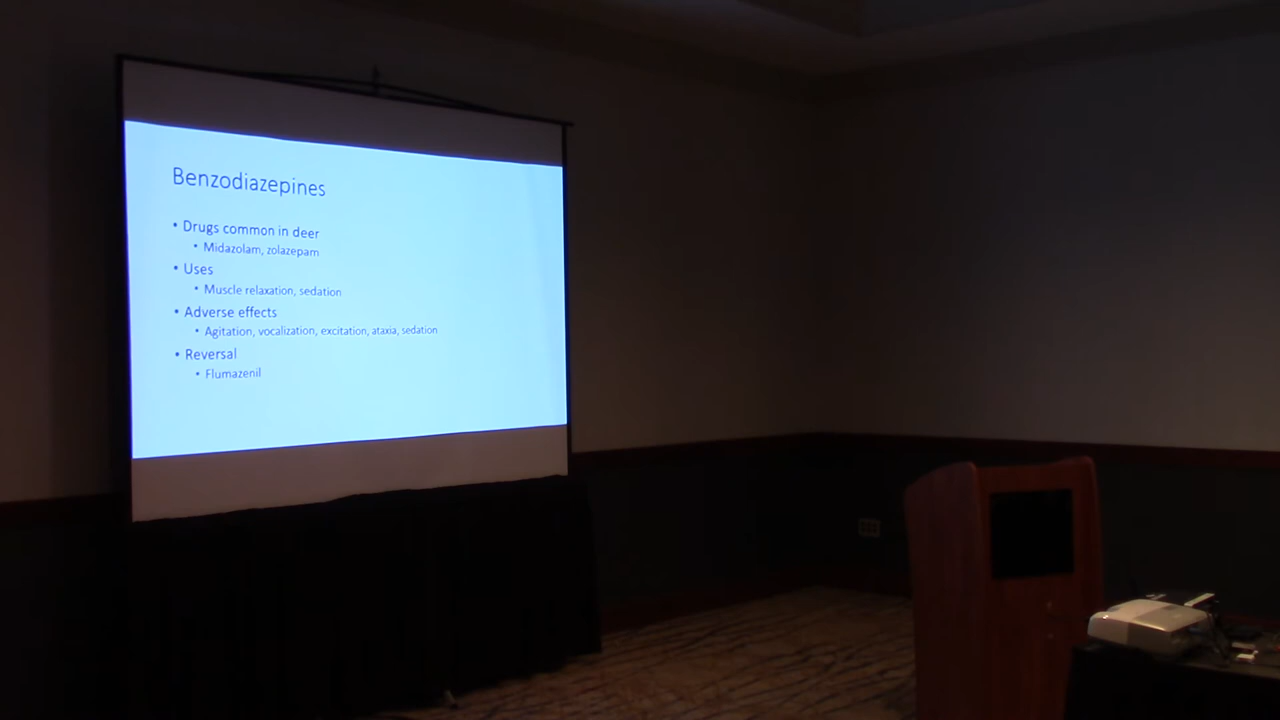 Benzodiazepines
• Drugs common in deer
• Midazolam, zolazepam
• Uses
• Muscle relaxation, sedation
• Adverse effects
• Agitation, vocalization, excitation, ataxia, sedation
• Reversal
• Flumazenil